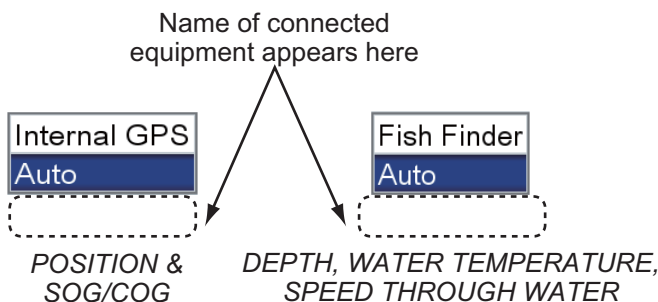 Name of connected
equipment appears here
Internal GPS
Auto
Fish Finder
Auto
POSITION &
SOG/COG
DEPTH, WATER TEMPERATURE,
SPEED THROUGH WATER